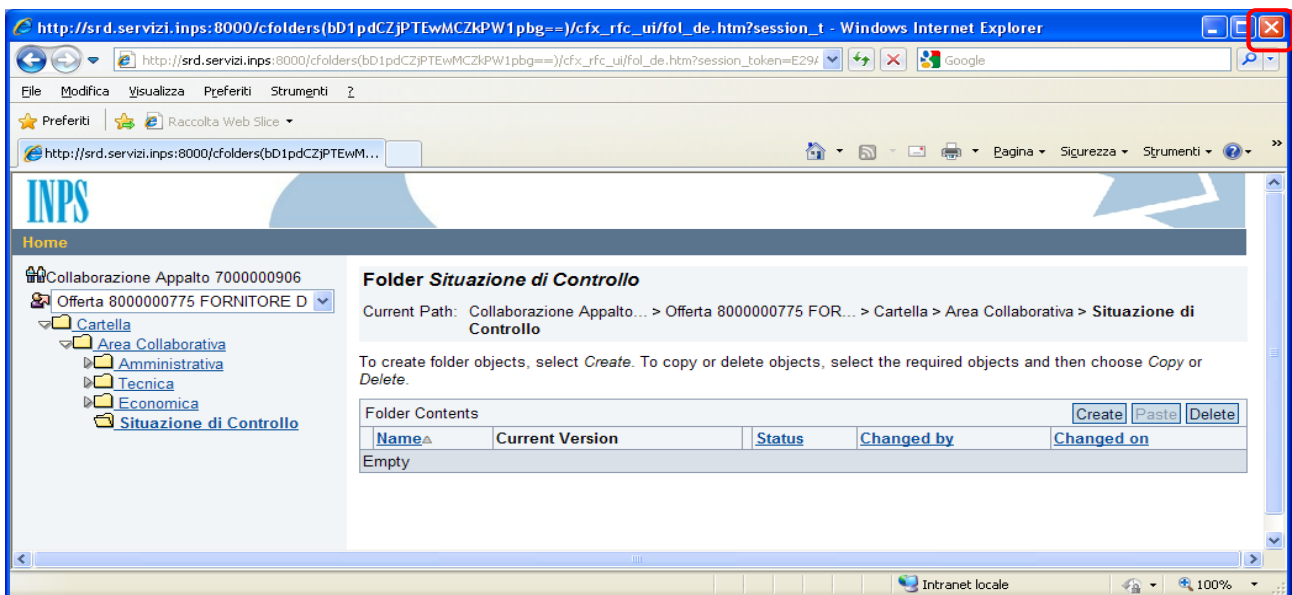 http://srd.servizi.inps:8000/cfolders(bD1pdCZjPTEwMCZkPW1pbg==)/cfx_rfc_ui/fol_de.htm?session_t - Windows Internet Explorer
http://srd.servizi.inps:8000/cfolders(bD1pdCZjPTEwMCZkPW1pbg==)/cfx_rfc_ui/fol_de.htm?session_token=E29/ Google
File Modifica Visualizza Preferiti Strumenti ?
Preferiti Raccolta Web Slice
http://srd.servizi.inps:8000/cfolders(bD1pdCZjPTEwM... Pagina Sicurezza Strumenti
INPS
Home
Collaborazione Appalto 7000000906
Offerta 8000000775 FORNITORE D
Cartella
Area Collaborativa
Amministrativa
Tecnica
Economica
Situazione di Controllo
Folder Situazione di Controllo
Current Path: Collaborazione Appalto... > Offerta 8000000775 FOR... > Cartella > Area Collaborativa > Situazione di
Controllo
To create folder objects, select Create. To copy or delete objects, select the required objects and then choose Copy or
Delete.
Folder Contents Create Paste Delete
Name Current Version Status Changed by Changed on
Empty
Intranet locale 100%